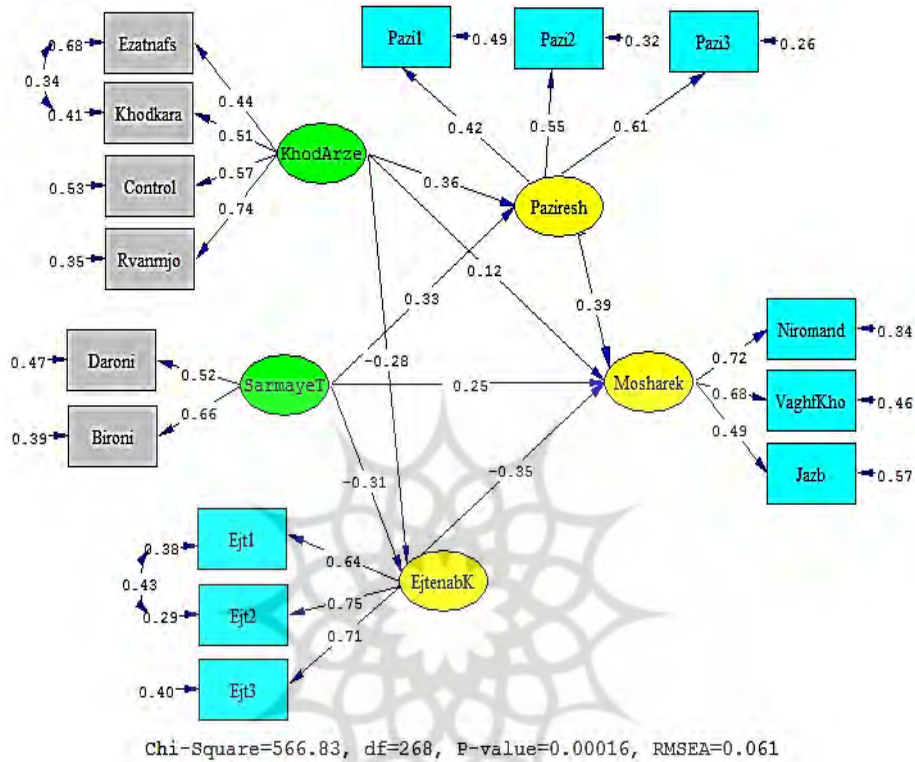 0.68
Ezatnafs
0.34
0.44
0.41
Khodkara
0.51
0.53
Control
0.57
0.35
Rvanrnjo
0.74
KhodArze
Pazi1
0.49
Pazi2
0.32
Pazi3
0.26
0.42
0.55
0.61
Paziresh
0.36
0.12
0.33
0.39
-0.28
0.47
Daroni
0.52
SarmayeT
0.66
0.39
Bironi
0.25
Mosharek
Niromand
0.34
0.72
VaghfKho
0.46
0.68
0.49
Jazb
0.57
-0.31
-0.35
0.38
Ejt1
0.64
0.43
EjtenabK
0.29
Ejt2
0.75
0.71
0.40
Ejt3
Chi-Square=566.83, df=268, P-value=0.00016, RMSEA=0.061